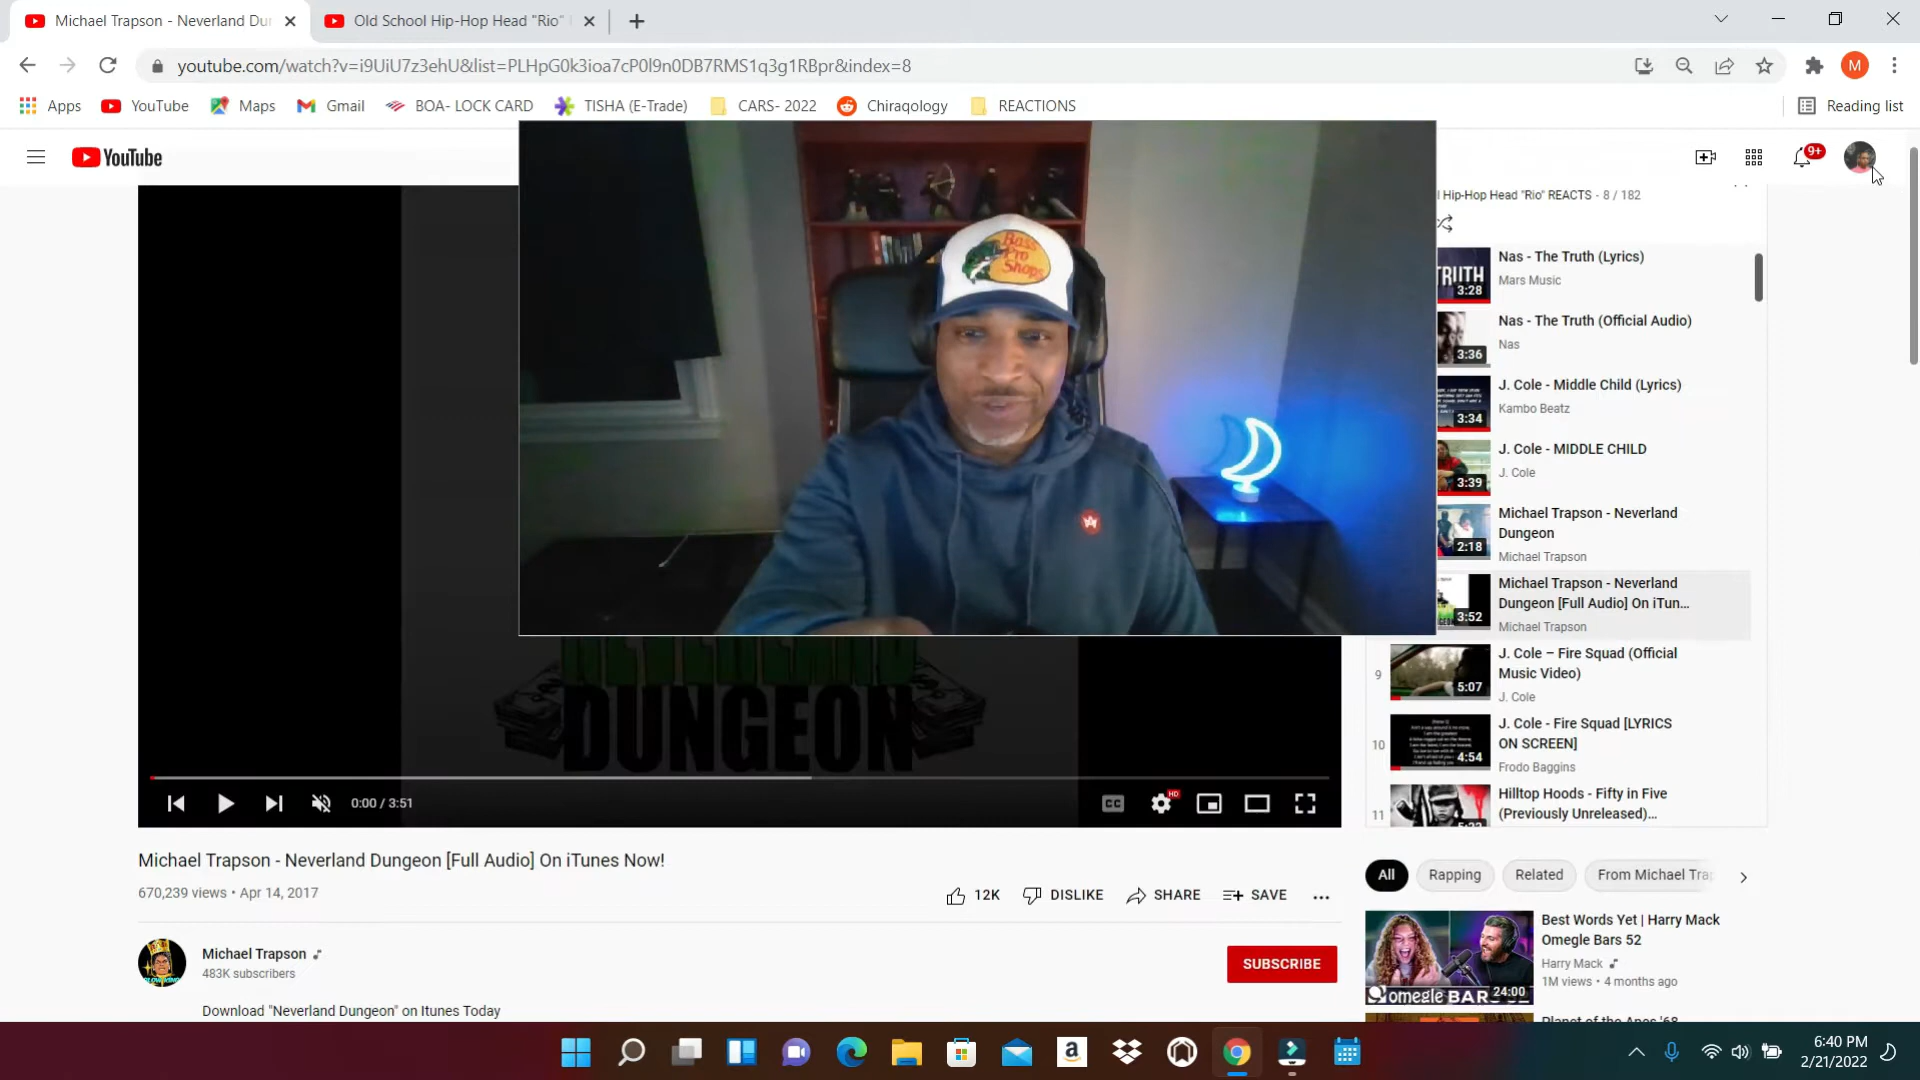 Michael Trapson - Neverland Dun
Old School Hip-Hop Head "Rio"
youtube.com/watch?v=i9UiU7z3ehU&list=PLHpG0k3ioa7cP0l9n0DB7RMS1q3g1RBpr&index=8
M
Apps
YouTube
Maps
Gmail
BOA- LOCK CARD
TISHA (E-Trade)
CARS- 2022
Chiraqology
REACTIONS
Reading list
YouTube
9+
l Hip-Hop Head "Rio" REACTS - 8 / 182
Bass
Pro
Shops
3:28
Nas - The Truth (Lyrics)
Mars Music
3:36
Nas - The Truth (Official Audio)
Nas
3:34
J. Cole - Middle Child (Lyrics)
Kambo Beatz
3:39
J. Cole - MIDDLE CHILD
J. Cole
2:18
Michael Trapson - Neverland
Dungeon
Michael Trapson
3:52
Michael Trapson - Neverland
Dungeon [Full Audio] On iTun...
Michael Trapson
9
5:07
J. Cole – Fire Squad (Official
Music Video)
J. Cole
10
4:54
J. Cole - Fire Squad [LYRICS
ON SCREEN]
Frodo Baggins
11
Hilltop Hoods - Fifty in Five
(Previously Unreleased)...
DUNGEON
0:00 / 3:51
CC
HD
Michael Trapson - Neverland Dungeon [Full Audio] On iTunes Now!
670,239 views • Apr 14, 2017
12K
DISLIKE
SHARE
SAVE
Michael Trapson
483K subscribers
SUBSCRIBE
Download "Neverland Dungeon" on Itunes Today
All
Rapping
Related
From Michael Tra
omegle BARS 52
24:00
Best Words Yet | Harry Mack
Omegle Bars 52
Harry Mack
1M views • 4 months ago
Planet of the Apes '68
6:40 PM
2/21/2022